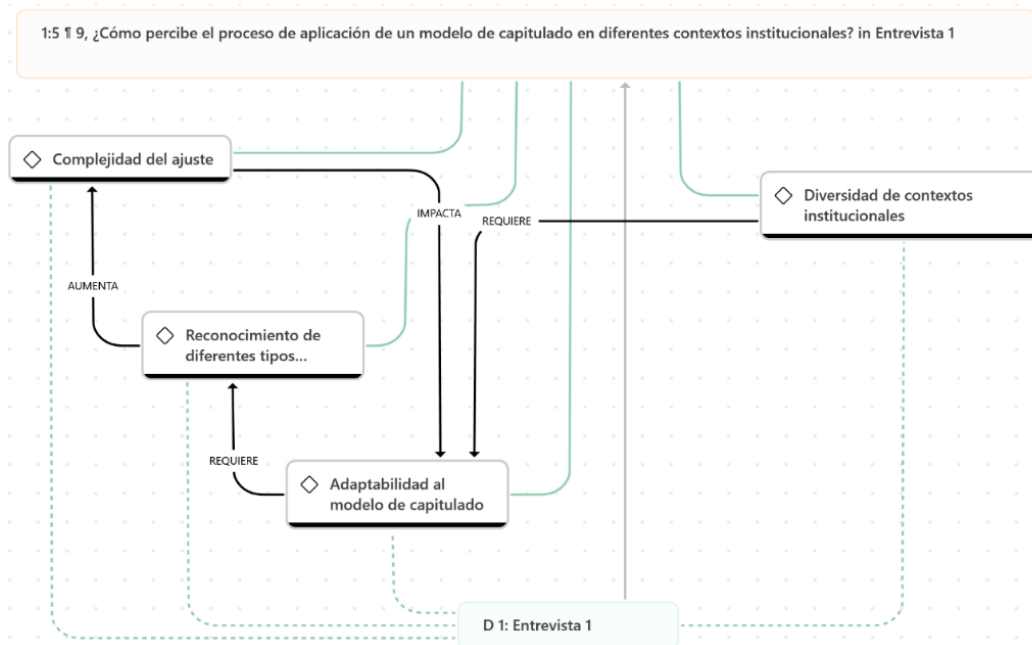 1:5 ¶ 9, ¿Cómo percibe el proceso de aplicación de un modelo de capitulado en diferentes contextos institucionales? in Entrevista 1
Complejidad del ajuste
Diversidad de contextos
institucionales
IMPACTA
REQUIERE
AUMENTA
Reconocimiento de
diferentes tipos...
REQUIERE
Adaptabilidad al
modelo de capitulado
D 1: Entrevista 1